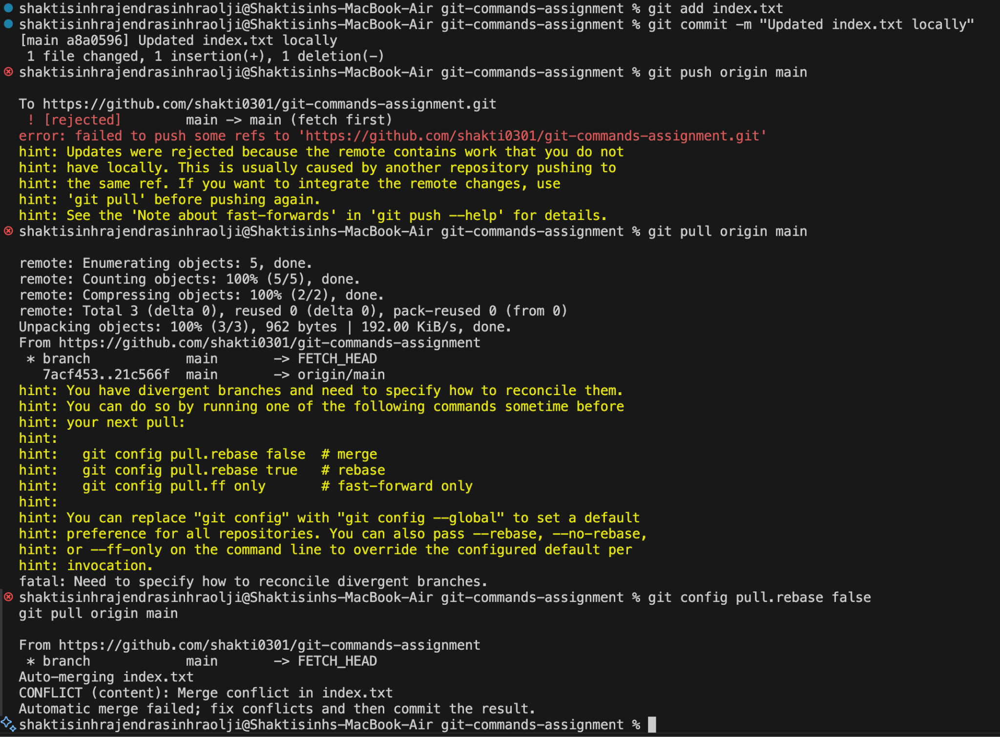 shaktisinhrajendrasinhraolji@Shaktisinhs-MacBook-Air git-commands-assignment % git add index.txt
shaktisinhrajendrasinhraolji@Shaktisinhs-MacBook-Air git-commands-assignment % git commit -m "Updated index.txt locally"
[main a8a0596] Updated index.txt locally
 1 file changed, 1 insertion(+), 1 deletion(-)
shaktisinhrajendrasinhraolji@Shaktisinhs-MacBook-Air git-commands-assignment % git push origin main
To https://github.com/shakti0301/git-commands-assignment.git
 ! [rejected]        main -> main (fetch first)
error: failed to push some refs to 'https://github.com/shakti0301/git-commands-assignment.git'
hint: Updates were rejected because the remote contains work that you do not
hint: have locally. This is usually caused by another repository pushing to
hint: the same ref. If you want to integrate the remote changes, use
hint: 'git pull' before pushing again.
hint: See the 'Note about fast-forwards' in 'git push --help' for details.
shaktisinhrajendrasinhraolji@Shaktisinhs-MacBook-Air git-commands-assignment % git pull origin main
remote: Enumerating objects: 5, done.
remote: Counting objects: 100% (5/5), done.
remote: Compressing objects: 100% (2/2), done.
remote: Total 3 (delta 0), reused 0 (delta 0), pack-reused 0 (from 0)
Unpacking objects: 100% (3/3), 962 bytes | 192.00 KiB/s, done.
From https://github.com/shakti0301/git-commands-assignment
 * branch            main       -> FETCH_HEAD
   7acf453..21c566f  main       -> origin/main
hint: You have divergent branches and need to specify how to reconcile them.
hint: You can do so by running one of the following commands sometime before
hint: your next pull:
hint:
hint:   git config pull.rebase false  # merge
hint:   git config pull.rebase true   # rebase
hint:   git config pull.ff only       # fast-forward only
hint:
hint: You can replace "git config" with "git config --global" to set a default
hint: preference for all repositories. You can also pass --rebase, --no-rebase,
hint: or --ff-only on the command line to override the configured default per
hint: invocation.
fatal: Need to specify how to reconcile divergent branches.
shaktisinhrajendrasinhraolji@Shaktisinhs-MacBook-Air git-commands-assignment % git config pull.rebase false
git pull origin main
From https://github.com/shakti0301/git-commands-assignment
 * branch            main       -> FETCH_HEAD
Auto-merging index.txt
CONFLICT (content): Merge conflict in index.txt
Automatic merge failed; fix conflicts and then commit the result.
shaktisinhrajendrasinhraolji@Shaktisinhs-MacBook-Air git-commands-assignment %